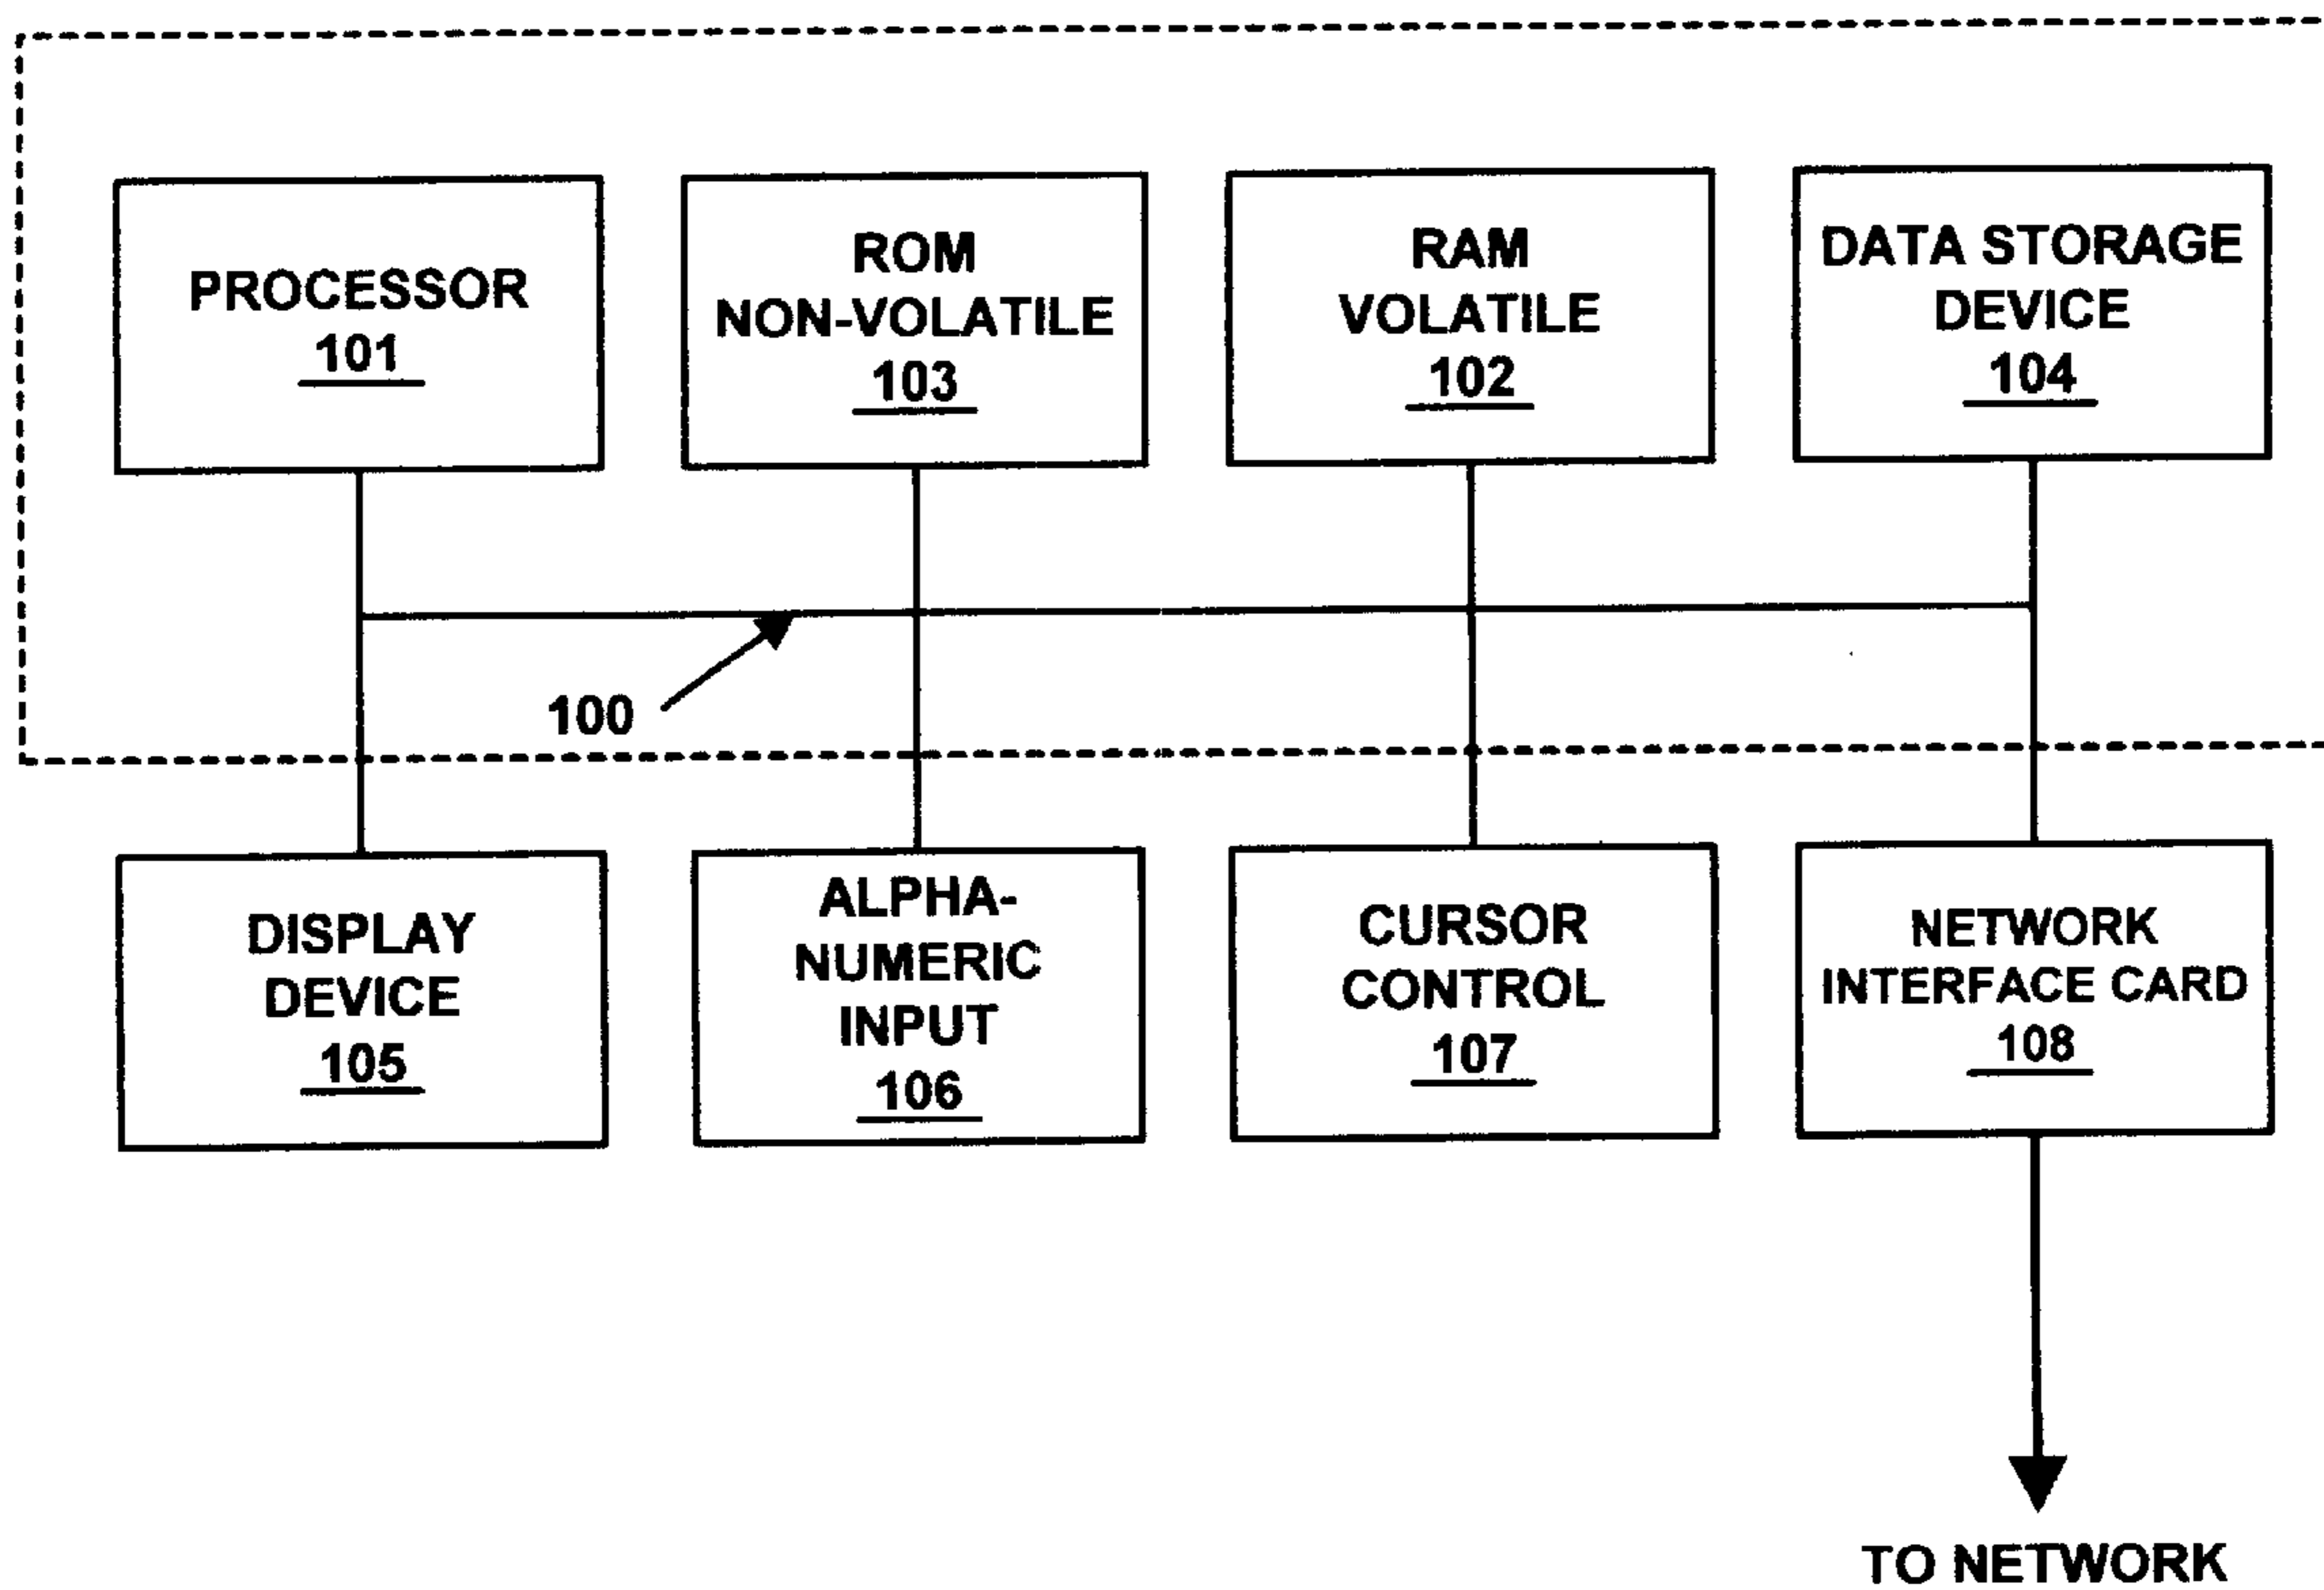 PROCESSOR
101
ROM
NON-VOLATILE
103
RAM
VOLATILE
102
DATA STORAGE
DEVICE
104
100
DISPLAY
DEVICE
105
ALPHA-
NUMERIC
INPUT
106
CURSOR
CONTROL
107
NETWORK
INTERFACE CARD
108
TO NETWORK